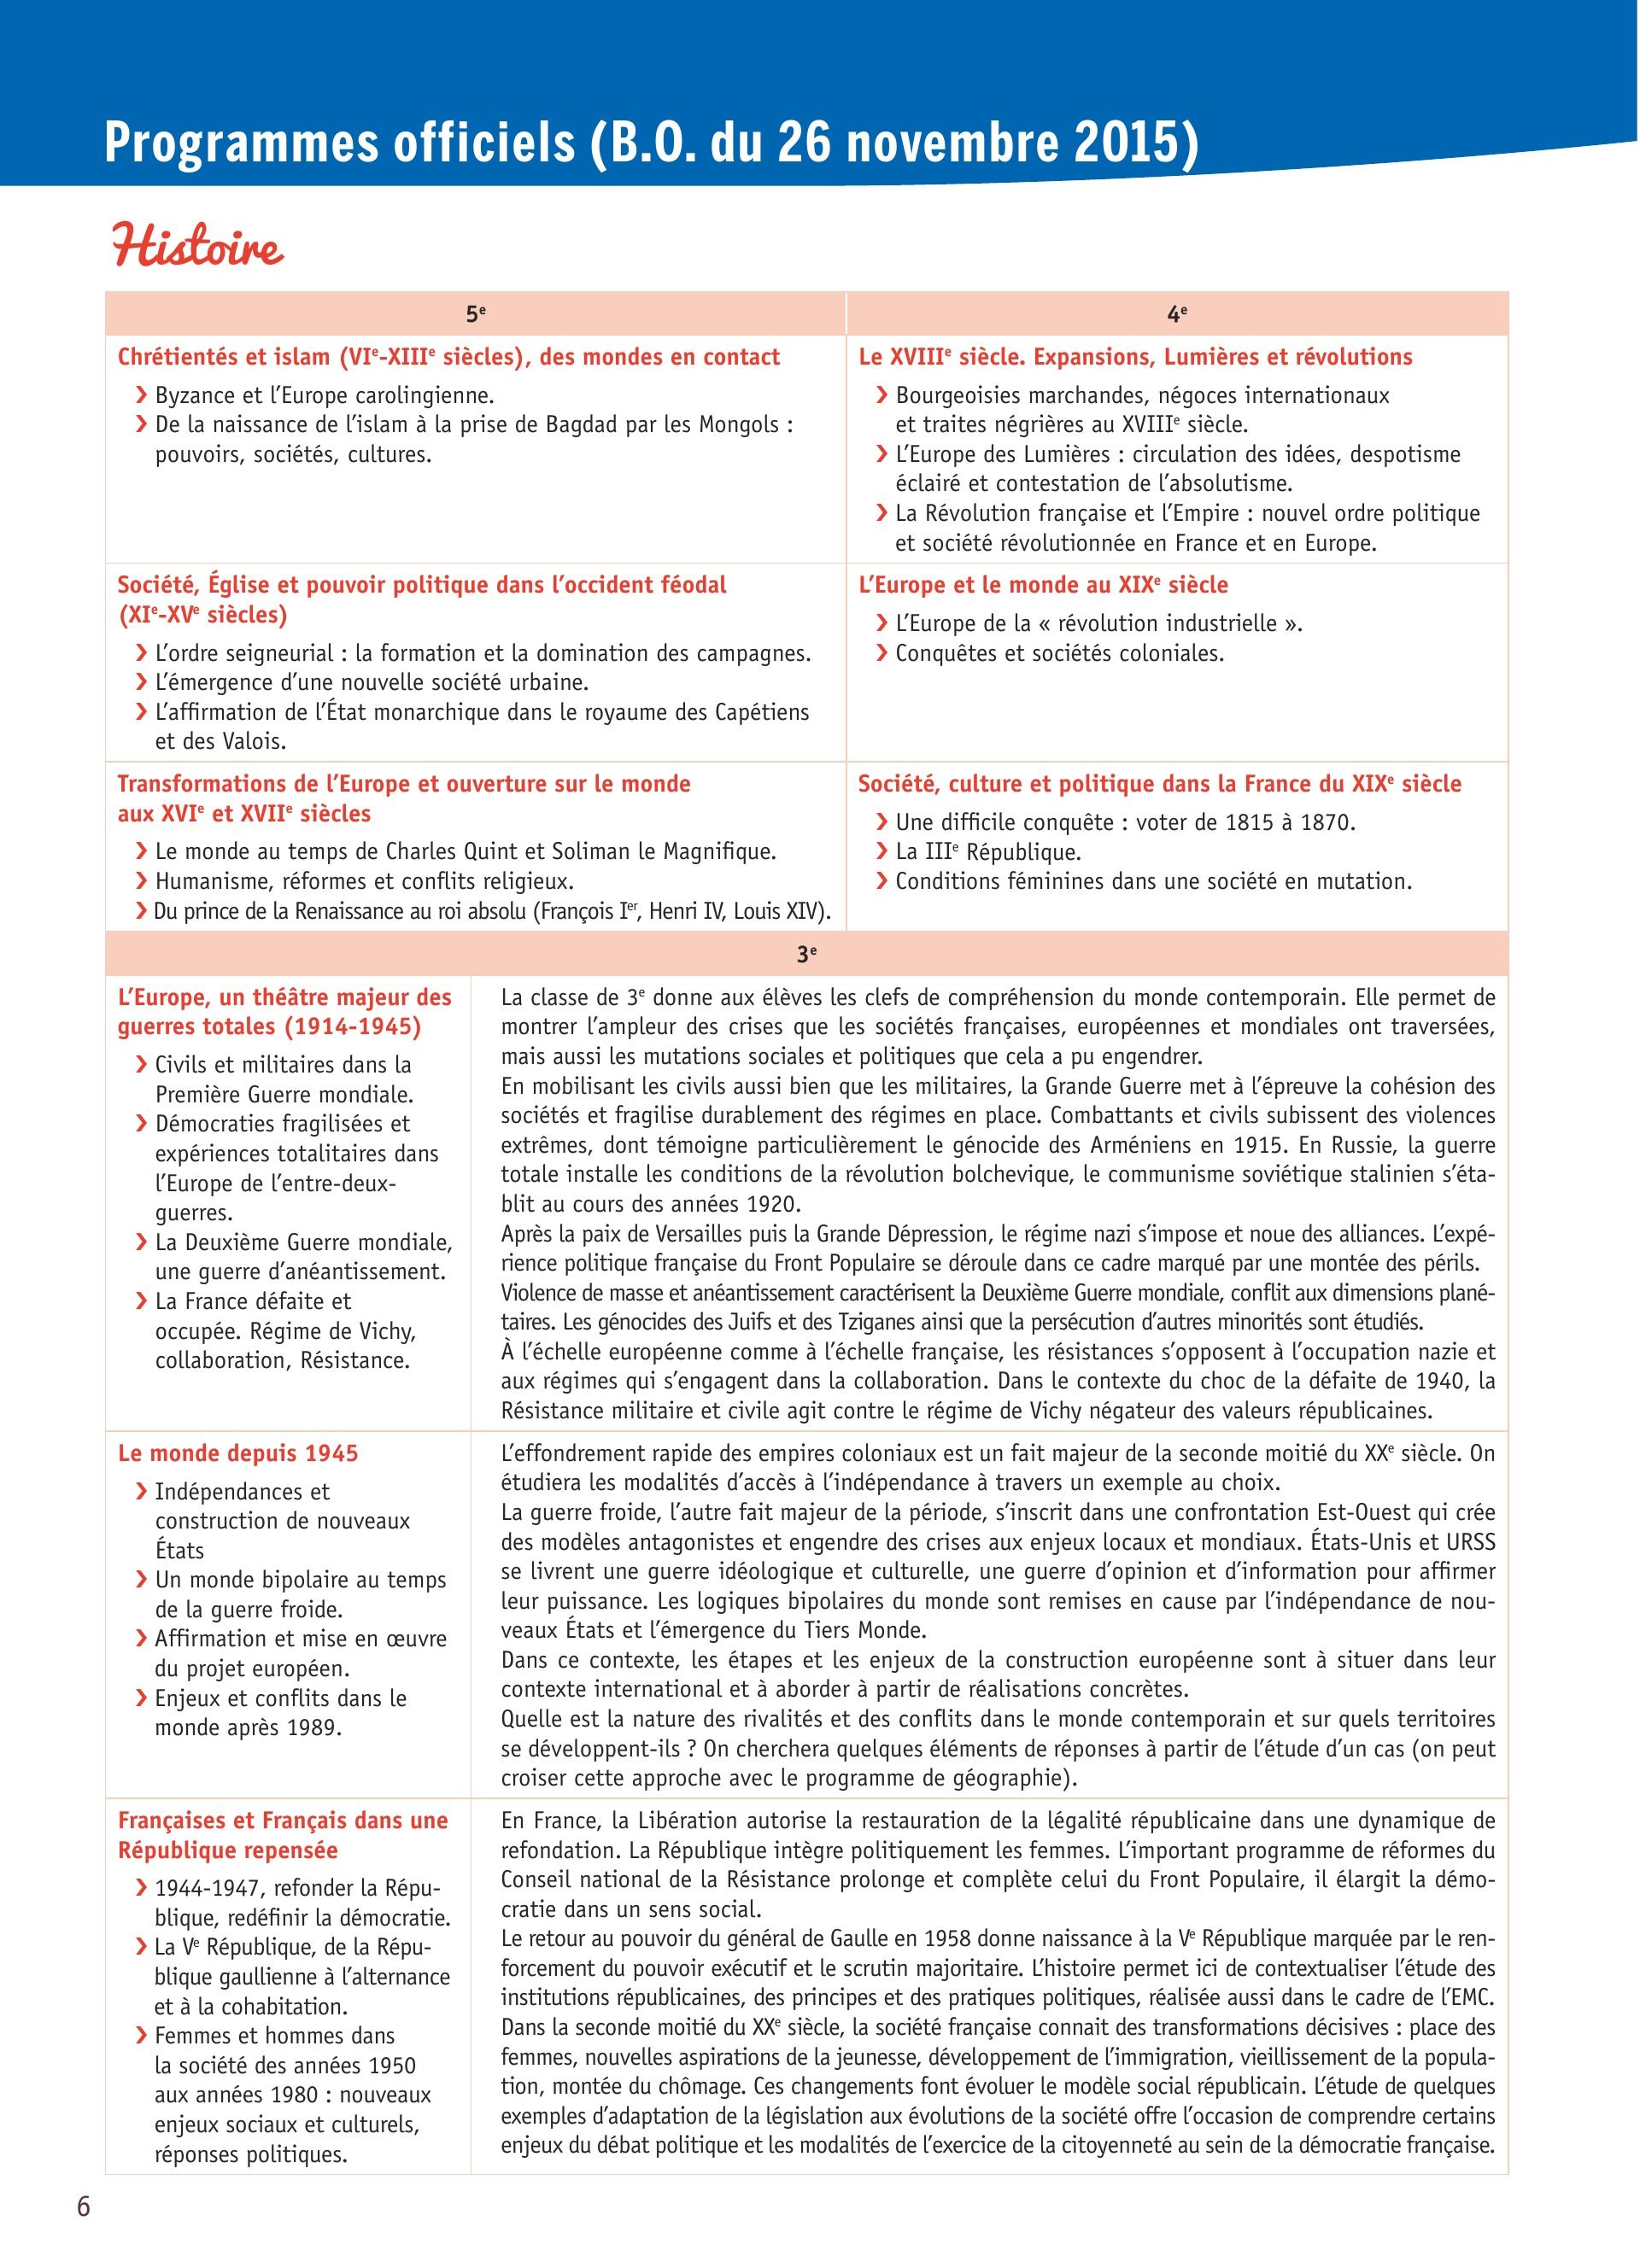 Programmes officiels (B.O. du 26 novembre 2015)
Histoire
5e
Chrétientés et islam (VIe-XIIIe siècles), des mondes en contact
❯ Byzance et l’Europe carolingienne.
❯ De la naissance de l’islam à la prise de Bagdad par les Mongols :
pouvoirs, sociétés, cultures.
4e
Le XVIIIe siècle. Expansions, Lumières et révolutions
❯ Bourgeoisies marchandes, négoces internationaux
et traites négrières au XVIIIe siècle.
❯ L’Europe des Lumières : circulation des idées, despotisme
éclairé et contestation de l’absolutisme.
❯ La Révolution française et l’Empire : nouvel ordre politique
et société révolutionnée en France et en Europe.
Société, Église et pouvoir politique dans l’occident féodal
(XIe-XVe siècles)
❯ L’ordre seigneurial : la formation et la domination des campagnes.
❯ L’émergence d’une nouvelle société urbaine.
❯ L’affirmation de l’État monarchique dans le royaume des Capétiens
et des Valois.
L’Europe et le monde au XIXe siècle
❯ L’Europe de la « révolution industrielle ».
❯ Conquêtes et sociétés coloniales.
Transformations de l’Europe et ouverture sur le monde
aux XVIe et XVIIe siècles
❯ Le monde au temps de Charles Quint et Soliman le Magnifique.
❯ Humanisme, réformes et conflits religieux.
❯ Du prince de la Renaissance au roi absolu (François Ier, Henri IV, Louis XIV).
Société, culture et politique dans la France du XIXe siècle
❯ Une difficile conquête : voter de 1815 à 1870.
❯ La IIIe République.
❯ Conditions féminines dans une société en mutation.
3e
L’Europe, un théâtre majeur des
guerres totales (1914-1945)
❯ Civils et militaires dans la
Première Guerre mondiale.
❯ Démocraties fragilisées et
expériences totalitaires dans
l’Europe de l’entre-deux-
guerres.
❯ La Deuxième Guerre mondiale,
une guerre d’anéantissement.
❯ La France défaite et
occupée. Régime de Vichy,
collaboration, Résistance.
La classe de 3e donne aux élèves les clefs de compréhension du monde contemporain. Elle permet de
montrer l’ampleur des crises que les sociétés françaises, européennes et mondiales ont traversées,
mais aussi les mutations sociales et politiques que cela a pu engendrer.
En mobilisant les civils aussi bien que les militaires, la Grande Guerre met à l’épreuve la cohésion des
sociétés et fragilise durablement des régimes en place. Combattants et civils subissent des violences
extrêmes, dont témoigne particulièrement le génocide des Arméniens en 1915. En Russie, la guerre
totale installe les conditions de la révolution bolchevique, le communisme soviétique stalinien s’éta-
blit au cours des années 1920.
Après la paix de Versailles puis la Grande Dépression, le régime nazi s’impose et noue des alliances. L’expé-
rience politique française du Front Populaire se déroule dans ce cadre marqué par une montée des périls.
Violence de masse et anéantissement caractérisent la Deuxième Guerre mondiale, conflit aux dimensions plané-
taires. Les génocides des Juifs et des Tziganes ainsi que la persécution d’autres minorités sont étudiés.
À l’échelle européenne comme à l’échelle française, les résistances s’opposent à l’occupation nazie et
aux régimes qui s’engagent dans la collaboration. Dans le contexte du choc de la défaite de 1940, la
Résistance militaire et civile agit contre le régime de Vichy négateur des valeurs républicaines.
Le monde depuis 1945
❯ Indépendances et
construction de nouveaux
États
❯ Un monde bipolaire au temps
de la guerre froide.
❯ Affirmation et mise en œuvre
du projet européen.
❯ Enjeux et conflits dans le
monde après 1989.
L’effondrement rapide des empires coloniaux est un fait majeur de la seconde moitié du XXe siècle. On
étudiera les modalités d’accès à l’indépendance à travers un exemple au choix.
La guerre froide, l’autre fait majeur de la période, s’inscrit dans une confrontation Est-Ouest qui crée
des modèles antagonistes et engendre des crises aux enjeux locaux et mondiaux. États-Unis et URSS
se livrent une guerre idéologique et culturelle, une guerre d’opinion et d’information pour affirmer
leur puissance. Les logiques bipolaires du monde sont remises en cause par l’indépendance de nou-
veaux États et l’émergence du Tiers Monde.
Dans ce contexte, les étapes et les enjeux de la construction européenne sont à situer dans leur
contexte international et à aborder à partir de réalisations concrètes.
Quelle est la nature des rivalités et des conflits dans le monde contemporain et sur quels territoires
se développent-ils ? On cherchera quelques éléments de réponses à partir de l’étude d’un cas (on peut
croiser cette approche avec le programme de géographie).
Françaises et Français dans une
République repensée
❯ 1944-1947, refonder la Répu-
blique, redéfinir la démocratie.
❯ La Ve République, de la Répu-
blique gaullienne à l’alternance
et à la cohabitation.
❯ Femmes et hommes dans
la société des années 1950
aux années 1980 : nouveaux
enjeux sociaux et culturels,
réponses politiques.
En France, la Libération autorise la restauration de la légalité républicaine dans une dynamique de
refondation. La République intègre politiquement les femmes. L’important programme de réformes du
Conseil national de la Résistance prolonge et complète celui du Front Populaire, il élargit la démo-
cratie dans un sens social.
Le retour au pouvoir du général de Gaulle en 1958 donne naissance à la Ve République marquée par le ren-
forcement du pouvoir exécutif et le scrutin majoritaire. L’histoire permet ici de contextualiser l’étude des
institutions républicaines, des principes et des pratiques politiques, réalisée aussi dans le cadre de l’EMC.
Dans la seconde moitié du XXe siècle, la société française connait des transformations décisives : place des
femmes, nouvelles aspirations de la jeunesse, développement de l’immigration, vieillissement de la popula-
tion, montée du chômage. Ces changements font évoluer le modèle social républicain. L’étude de quelques
exemples d’adaptation de la législation aux évolutions de la société offre l’occasion de comprendre certains
enjeux du débat politique et les modalités de l’exercice de la citoyenneté au sein de la démocratie française.
6